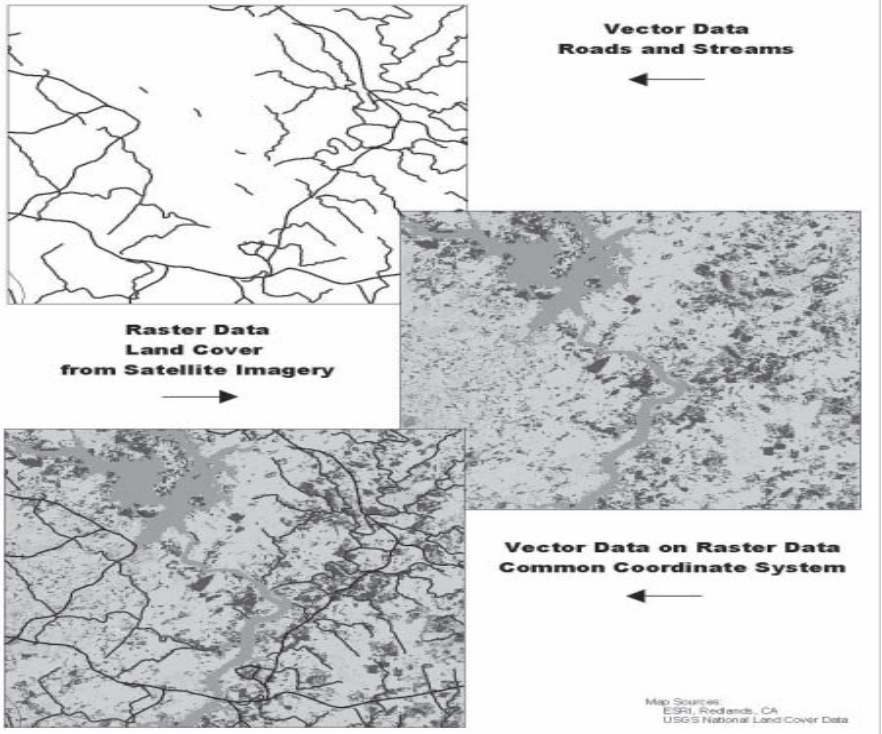 Vector Data
Roads and Streams
Raster Data
Land Cover
from Satellite Imagery
Vector Data on Raster Data
Common Coordinate System
Map Sources:
ESRI, Redlands, CA
USGS National Land Cover Data